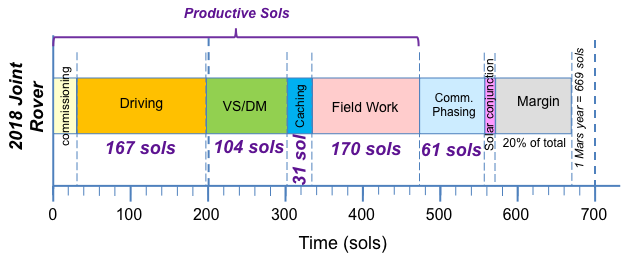 Productive Sols
2018 Joint
Rover
commissioning
Driving
VS/DM
Caching
Field Work
Comm.
Phasing
Solar conjunction
Margin
1 Mars year = 669 sols
167 sols
104 sols
31 sol
170 sols
61 sols
20% of total
0 100 200 300 400 500 600 700
Time (sols)